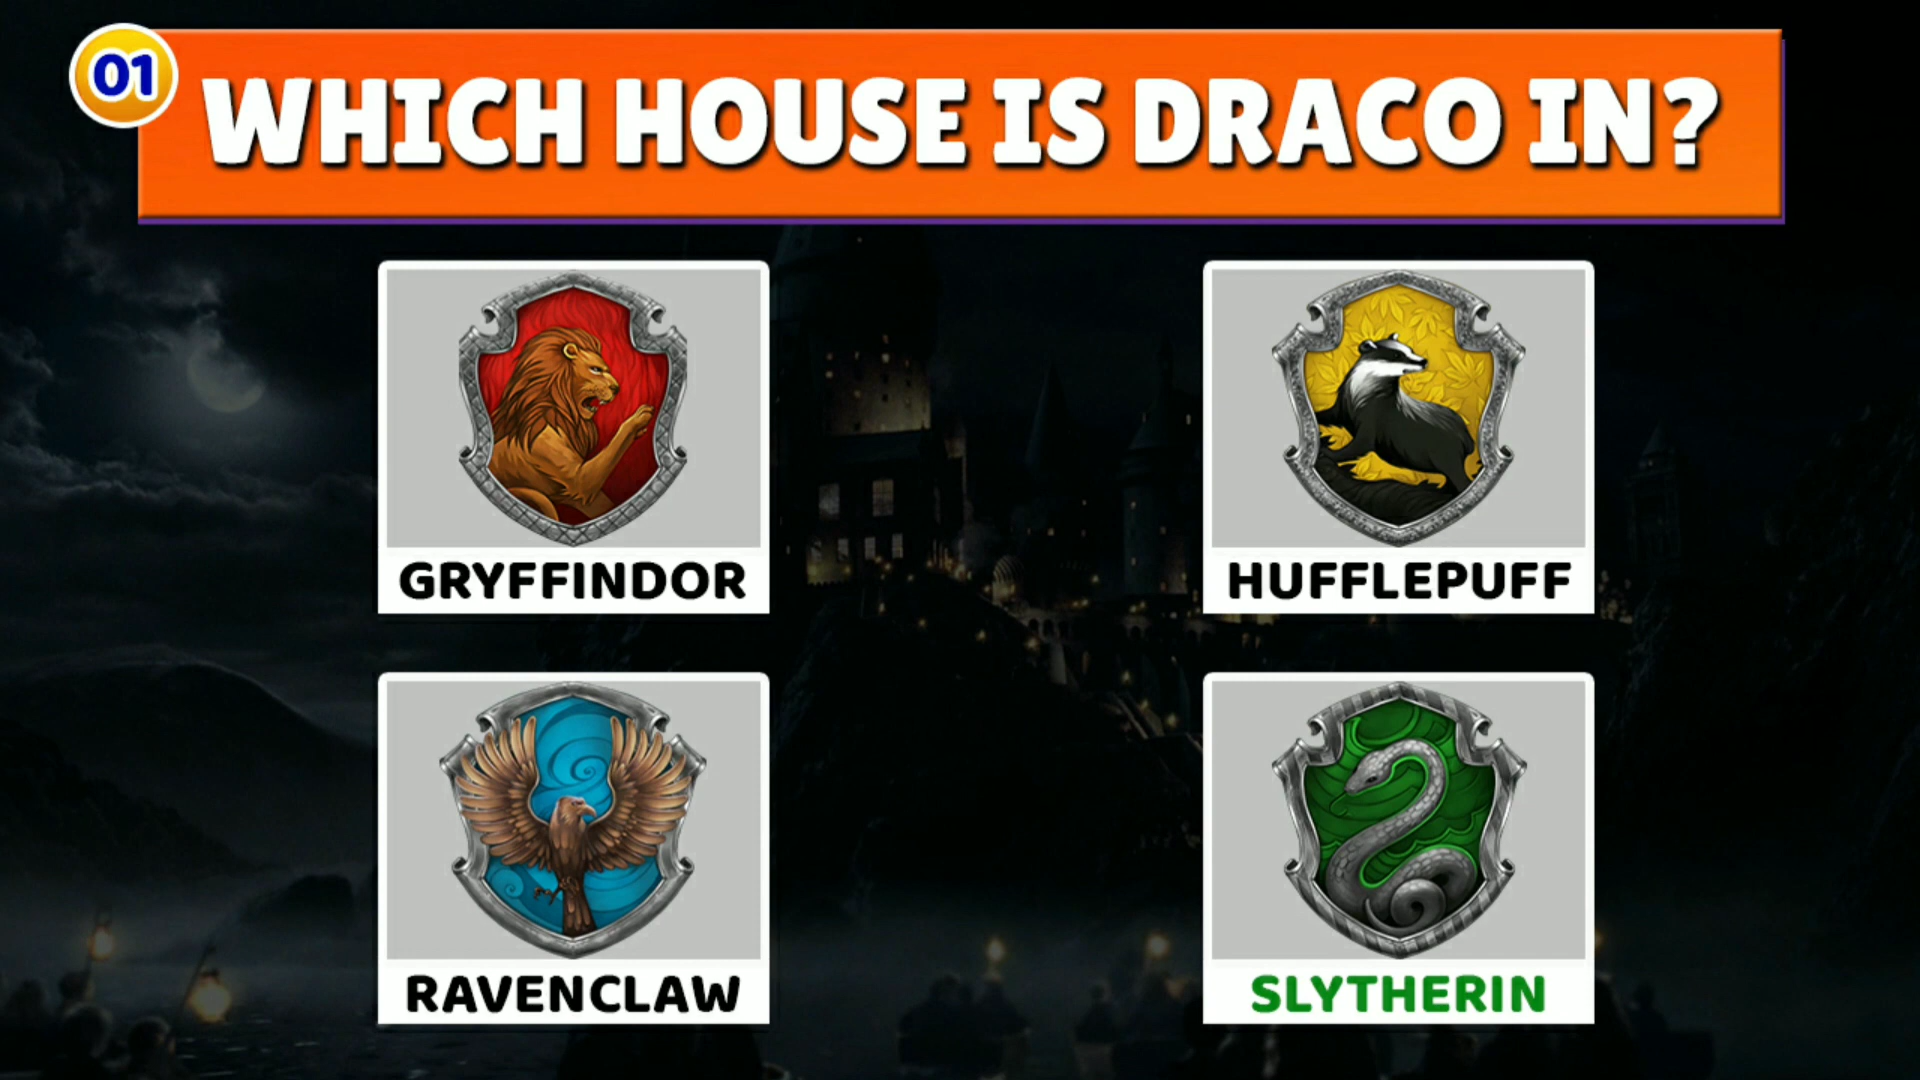 01
WHICH HOUSE IS DRACO IN?
GRYFFINDOR
HUFFLEPUFF
RAVENCLAW
SLYTHERIN